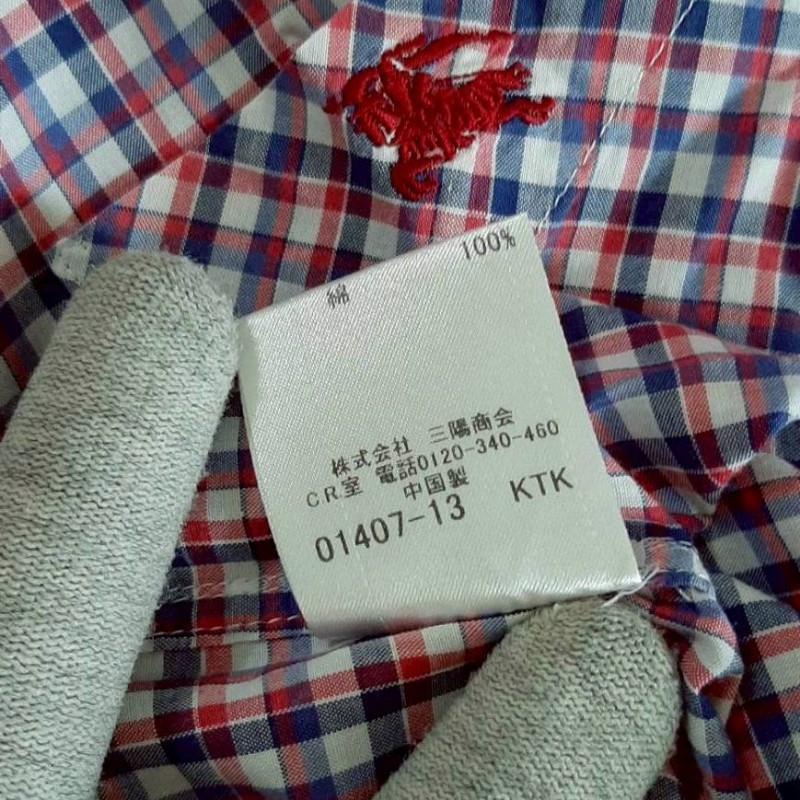 綿 100%
株式会社 三陽商会
CR室 電話0120-340-460
中国製
01407-13 KTK